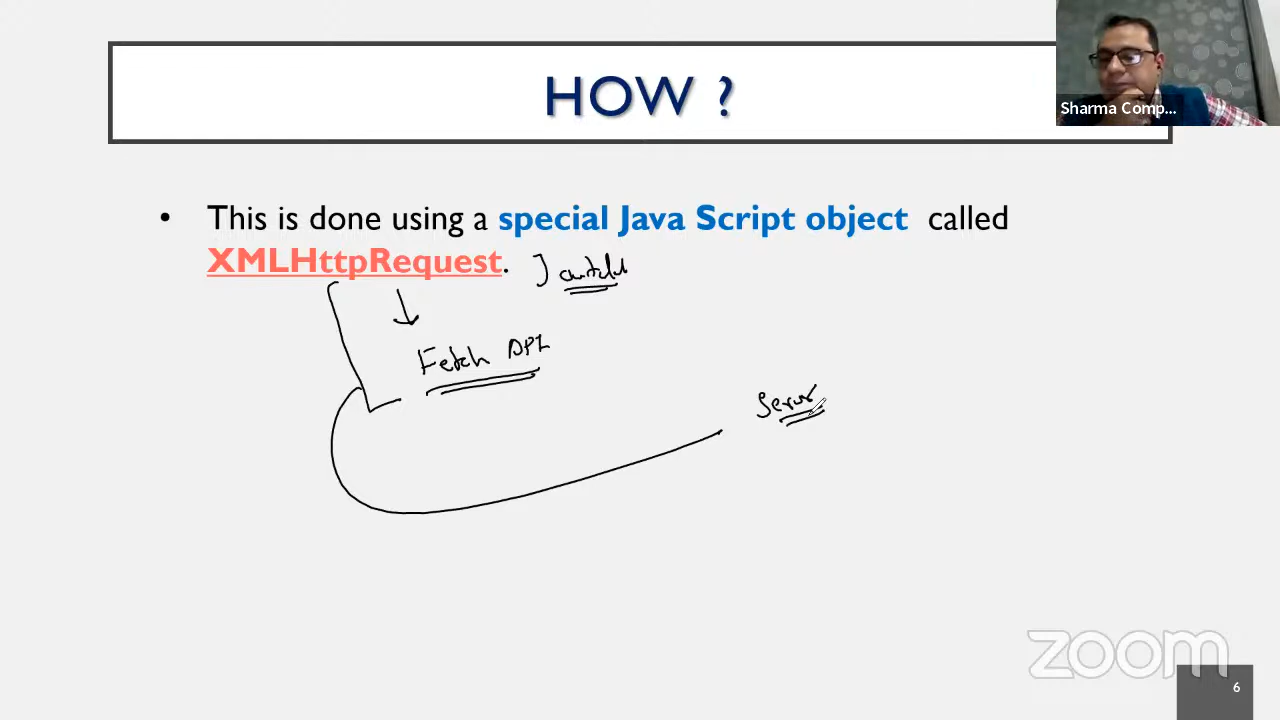 HOW ?
Sharma Comp...
• This is done using a special Java Script object called
XMLHttpRequest.
Fetch API
Server
zoom
6